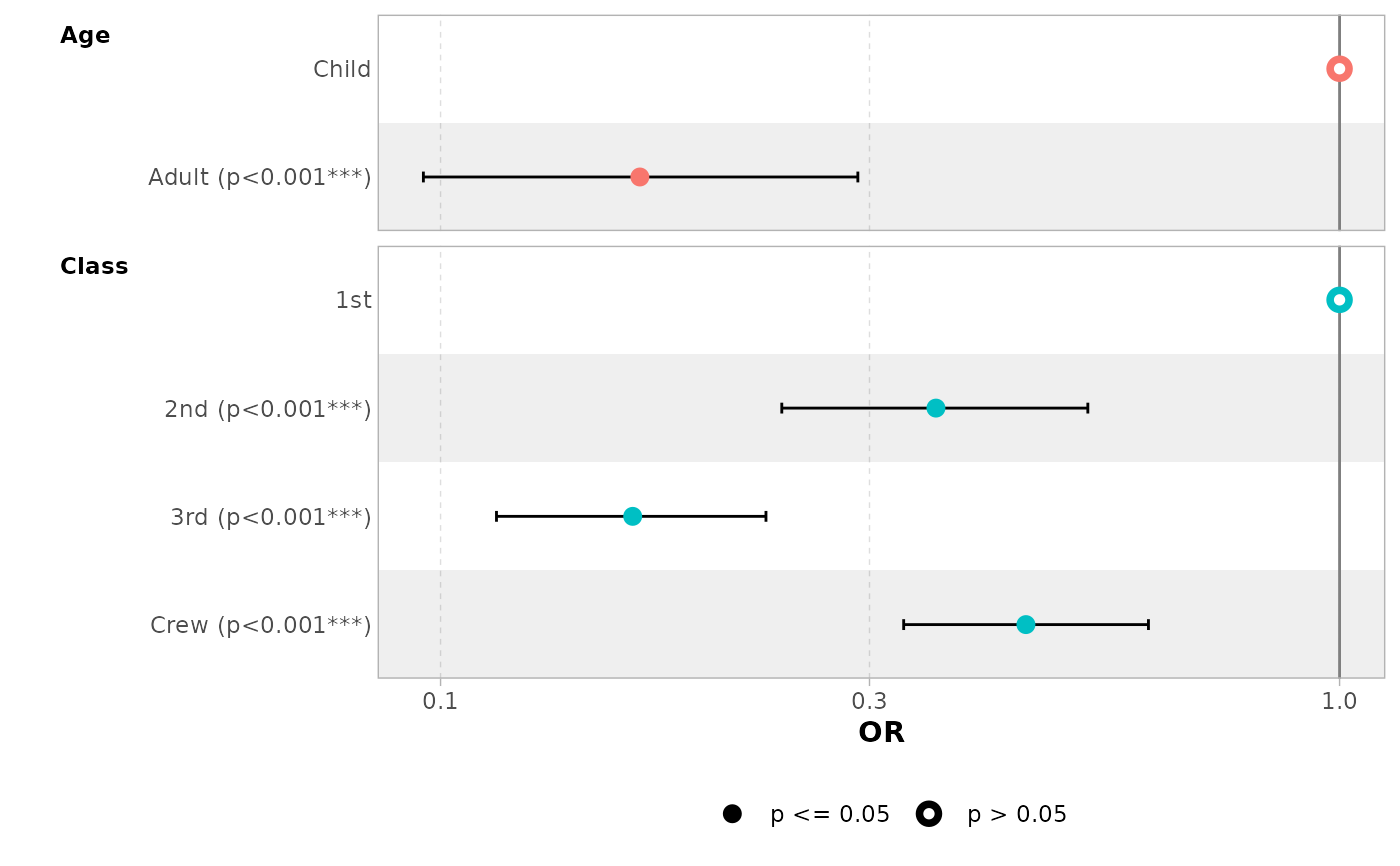 Age
Child
Adult (p<0.001***)
Class
1st
2nd (p<0.001***)
3rd (p<0.001***)
Crew (p<0.001***)
0.1 0.3 1.0
OR
p <= 0.05 p > 0.05